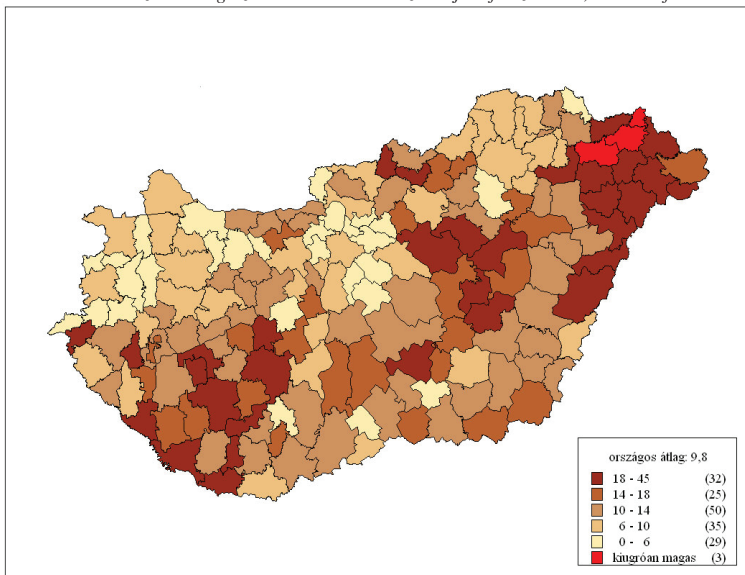 országos átlag: 9,8
18 - 45 (32)
14 - 18 (25)
10 - 14 (50)
6 - 10 (35)
0 - 6 (29)
kiugróan magas (3)